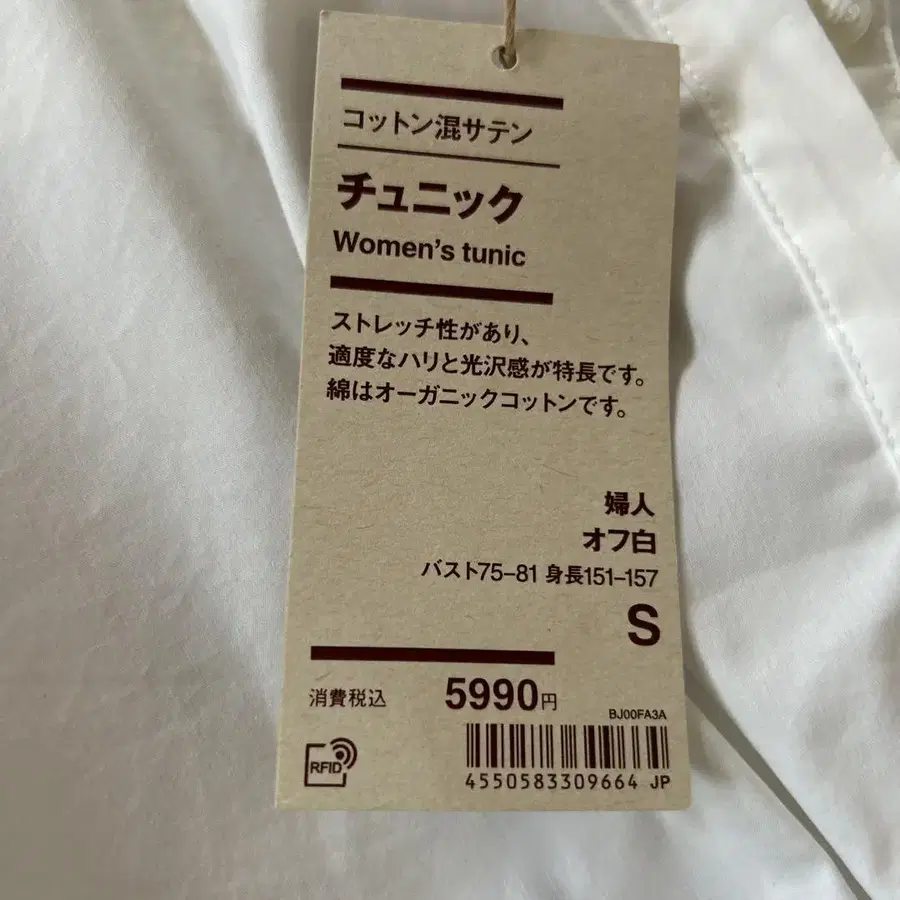 コットン混サテン
チュニック
Women's tunic
ストレッチ性があり、
適度なハリと光沢感が特長です。
綿はオーガニックコットンです。
婦人
オフ白
バスト75–81 身長151–157
S
消費税込 5990円
BJ00FA3A
RFID
4550583309664 JP